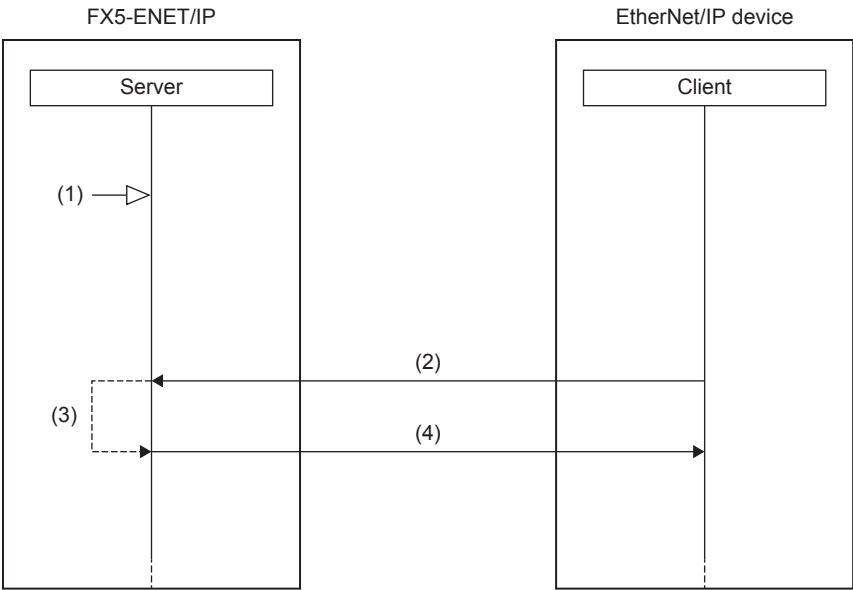 FX5-ENET/IP
EtherNet/IP device
Server
Client
(1)
(2)
(3)
(4)